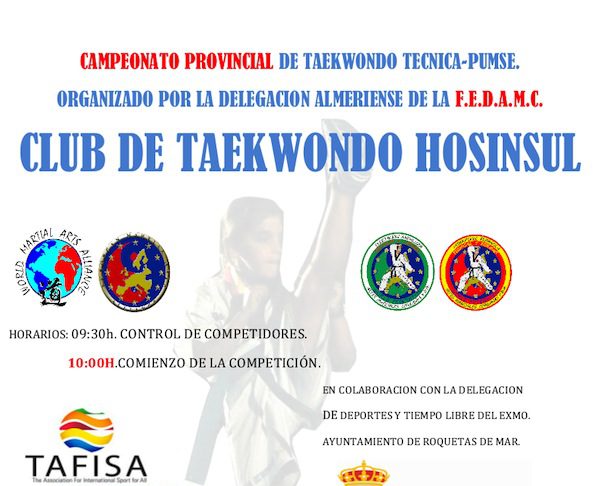 CAMPEONATO PROVINCIAL DE TAEKWONDO TECNICA-PUMSE.
ORGANIZADO POR LA DELEGACION ALMERIENSE DE LA F.E.D.A.M.C.
CLUB DE TAEKWONDO HOSINSUL
WORLD MARTIAL ARTS ALLIANCE
HORARIOS: 09:30h. CONTROL DE COMPETIDORES.
10:00H.COMIENZO DE LA COMPETICIÓN.
EN COLABORACION CON LA DELEGACION
DE DEPORTES Y TIEMPO LIBRE DEL EXMO.
AYUNTAMIENTO DE ROQUETAS DE MAR.
TAFISA
The Association For International Sport for All